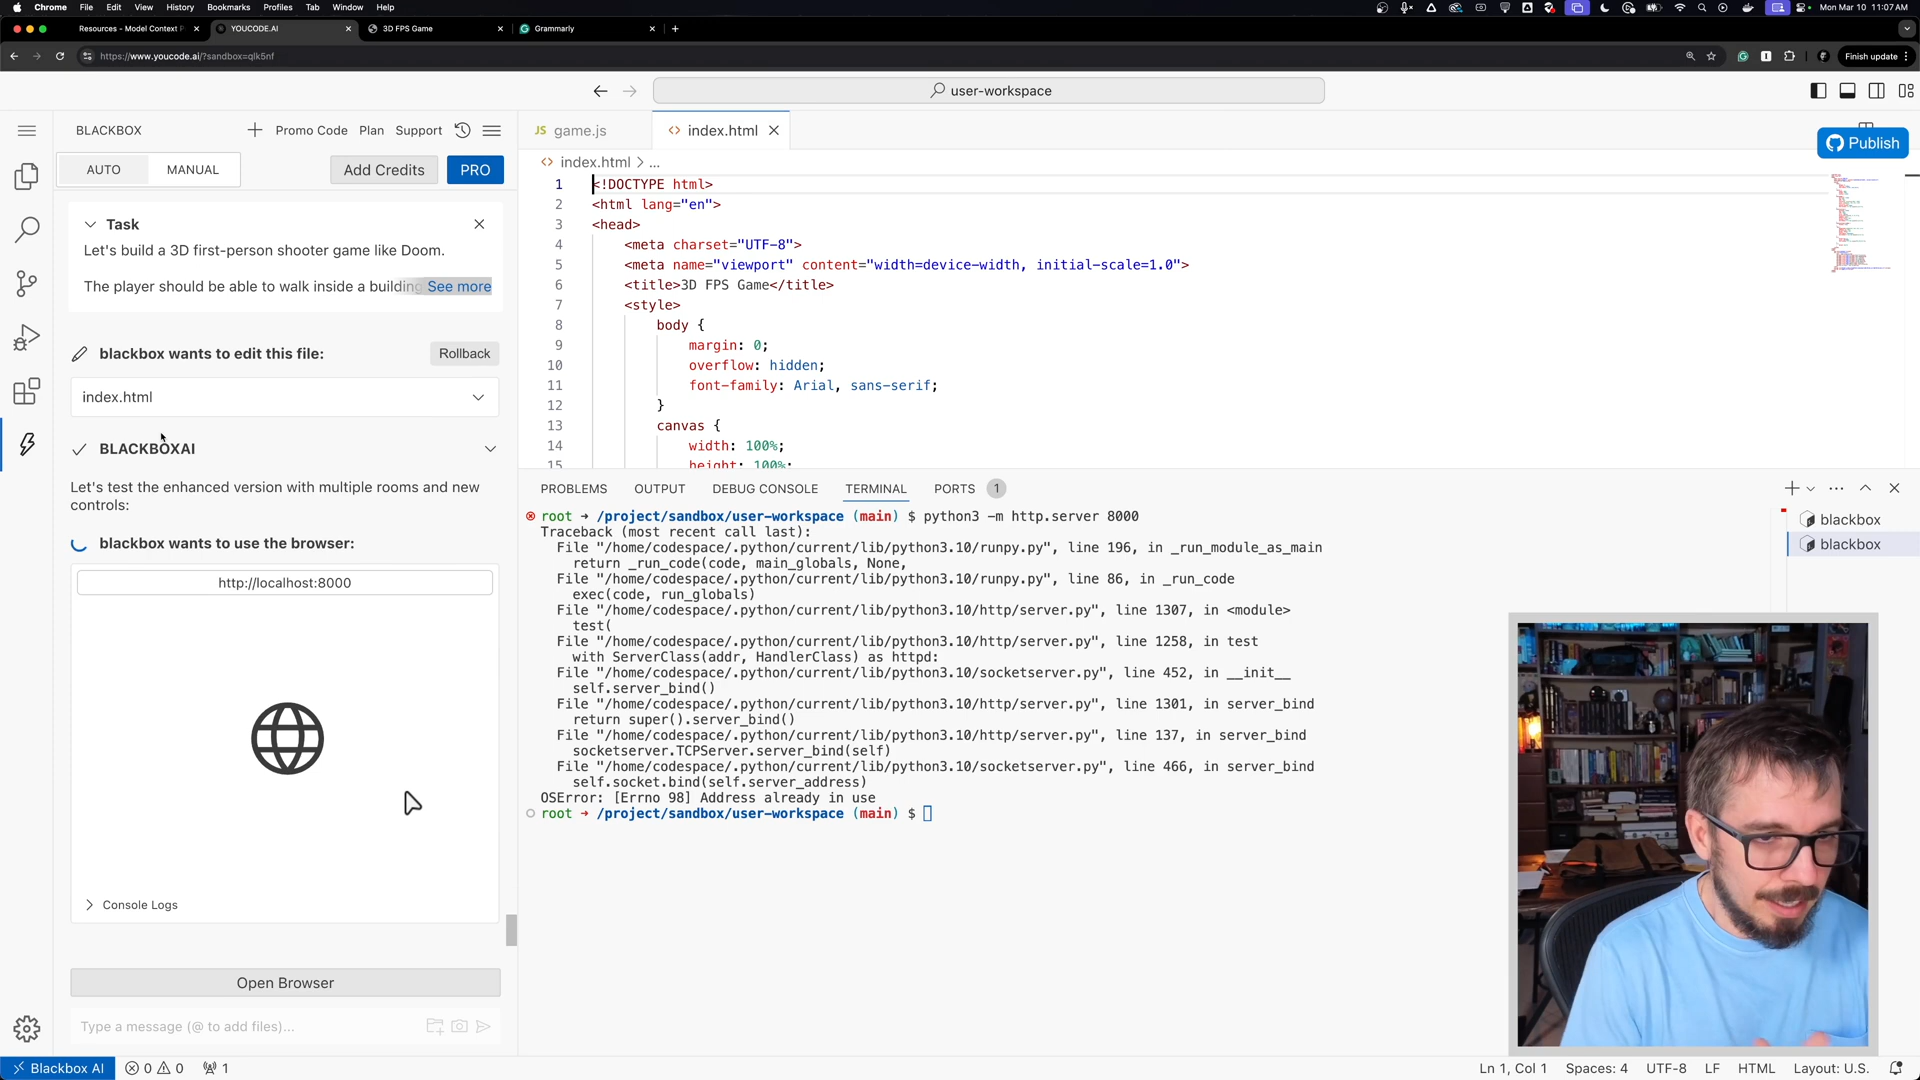 Chrome File Edit View History Bookmarks Profiles Tab Window Help
Mon Mar 10 11:07 AM
Resources - Model Context P
YOUCODE.AI
3D FPS Game
Grammarly
https://www.youcode.ai/?sandbox=qlk5nf
Finish update
user-workspace
BLACKBOX
Promo Code Plan Support
AUTO MANUAL
Add Credits
PRO
Task
Let's build a 3D first-person shooter game like Doom.
The player should be able to walk inside a building See more
blackbox wants to edit this file:
Rollback
index.html
BLACKBOXAI
Let's test the enhanced version with multiple rooms and new
controls:
blackbox wants to use the browser:
http://localhost:8000
Console Logs
Open Browser
Type a message (@ to add files)...
JS game.js
<> index.html
Publish
<> index.html > ...
1 <!DOCTYPE html>
2 <html lang="en">
3 <head>
4 <meta charset="UTF-8">
5 <meta name="viewport" content="width=device-width, initial-scale=1.0">
6 <title>3D FPS Game</title>
7 <style>
8 body {
9 margin: 0;
10 overflow: hidden;
11 font-family: Arial, sans-serif;
12 }
13 canvas {
14 width: 100%;
15 height: 100%;
PROBLEMS OUTPUT DEBUG CONSOLE TERMINAL PORTS 1
root → /project/sandbox/user-workspace (main) $ python3 -m http.server 8000
Traceback (most recent call last):
File "/home/codespace/.python/current/lib/python3.10/runpy.py", line 196, in _run_module_as_main
return _run_code(code, main_globals, None,
File "/home/codespace/.python/current/lib/python3.10/runpy.py", line 86, in _run_code
exec(code, run_globals)
File "/home/codespace/.python/current/lib/python3.10/http/server.py", line 1307, in <module>
test(
File "/home/codespace/.python/current/lib/python3.10/http/server.py", line 1258, in test
with ServerClass(addr, HandlerClass) as httpd:
File "/home/codespace/.python/current/lib/python3.10/socketserver.py", line 452, in __init__
self.server_bind()
File "/home/codespace/.python/current/lib/python3.10/http/server.py", line 1301, in server_bind
return super().server_bind()
File "/home/codespace/.python/current/lib/python3.10/socketserver.py", line 137, in server_bind
socketserver.TCPServer.server_bind(self)
File "/home/codespace/.python/current/lib/python3.10/socketserver.py", line 466, in server_bind
self.socket.bind(self.server_address)
OSError: [Errno 98] Address already in use
root → /project/sandbox/user-workspace (main) $
blackbox
blackbox
Blackbox AI
0 0
1
Ln 1, Col 1
Spaces: 4
UTF-8
LF
HTML
Layout: U.S.